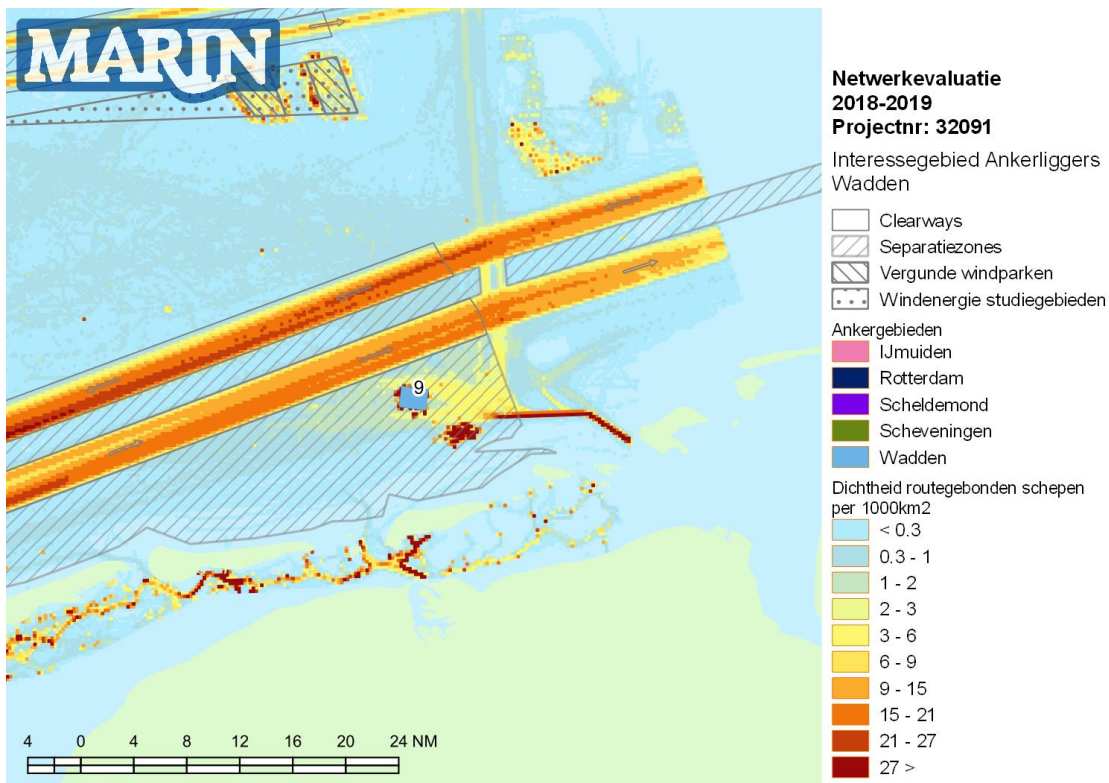 MARIN
9
4 0 4 8 12 16 20 24 NM
Netwerkevaluatie
2018-2019
Projectnr: 32091
Interessegebied Ankerliggers
Wadden
Clearways
Separatiezones
Vergunde windparken
Windenergie studiegebieden
Ankergebieden
IJmuiden
Rotterdam
Scheldemond
Scheveningen
Wadden
Dichtheid routegebonden schepen
per 1000km2
< 0.3
0.3 - 1
1 - 2
2 - 3
3 - 6
6 - 9
9 - 15
15 - 21
21 - 27
27 >